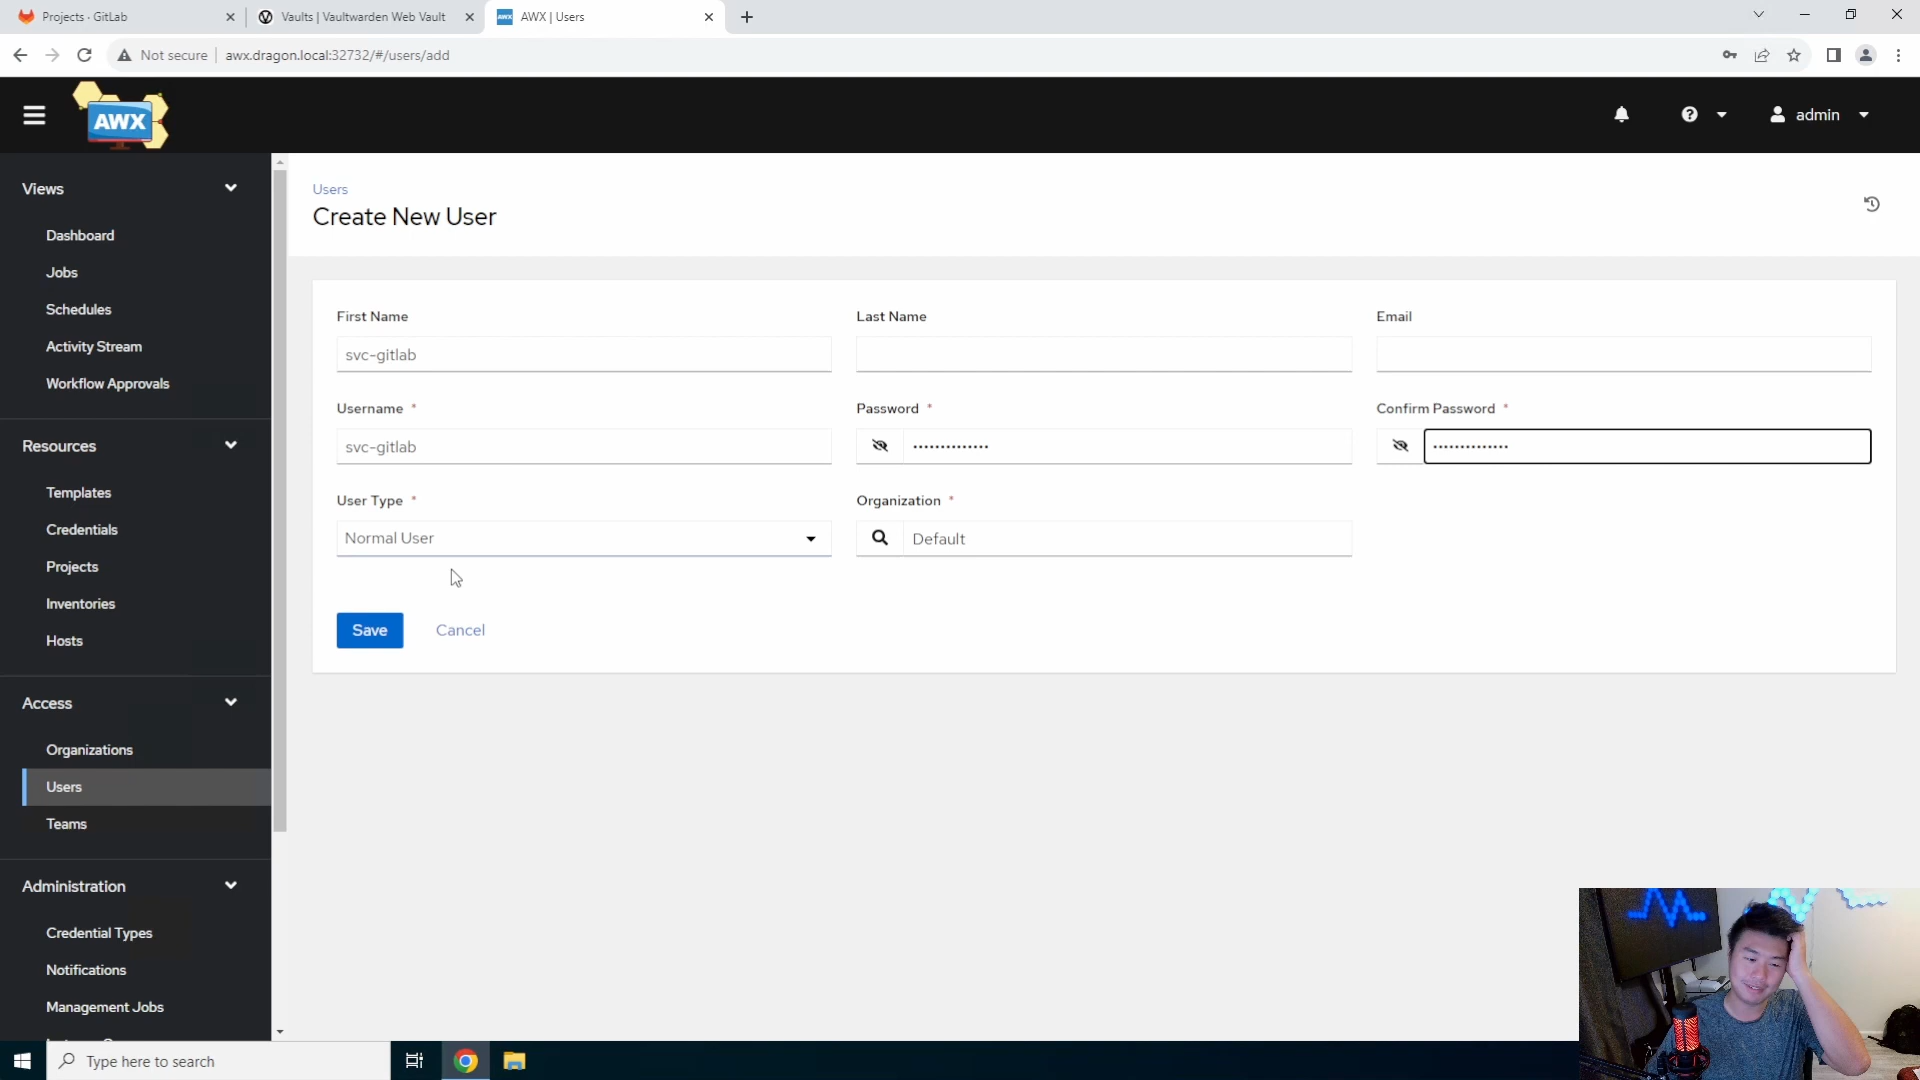 Projects · GitLab
Vaults | Vaultwarden Web Vault
AWX
AWX | Users
Not secure
awx.dragon.local:32732/#/users/add
AWX
admin
Views
Dashboard
Jobs
Schedules
Activity Stream
Workflow Approvals
Resources
Templates
Credentials
Projects
Inventories
Hosts
Access
Organizations
Users
Teams
Administration
Credential Types
Notifications
Management Jobs
Users
Create New User
First Name
Last Name
Email
svc-gitlab
Username *
Password *
Confirm Password *
svc-gitlab
••••••••••••••
••••••••••••••
User Type *
Organization *
Normal User
Default
Save
Cancel
Type here to search